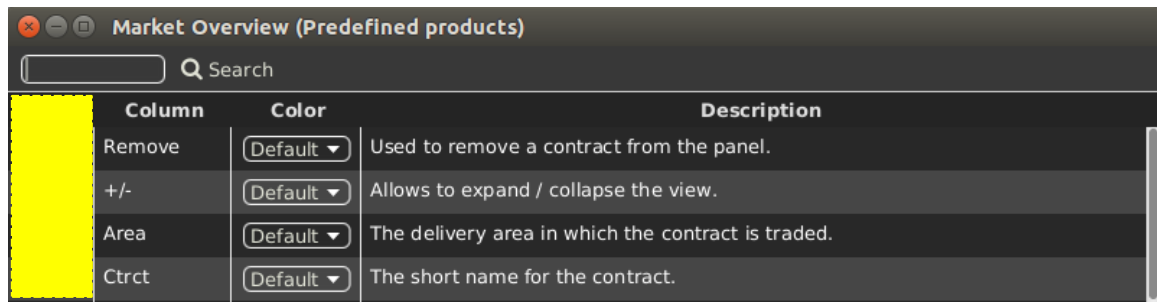 Market Overview (Predefined products)
Search
Column Color Description
Remove Default Used to remove a contract from the panel.
+/- Default Allows to expand / collapse the view.
Area Default The delivery area in which the contract is traded.
Ctrct Default The short name for the contract.